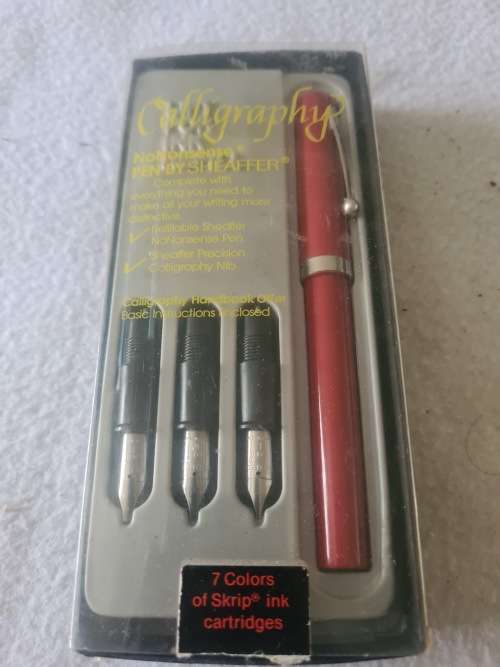 Calligraphy
NoNonsense®
PEN BY SHEAFFER®
Complete with
everything you need to
make all your writing more
distinctive.
Refillable Sheaffer
NoNonsense Pen
Sheaffer Precision
Calligraphy Nib
Calligraphy Handbook Offer
Basic Instructions enclosed
7 Colors
of Skrip® ink
cartridges